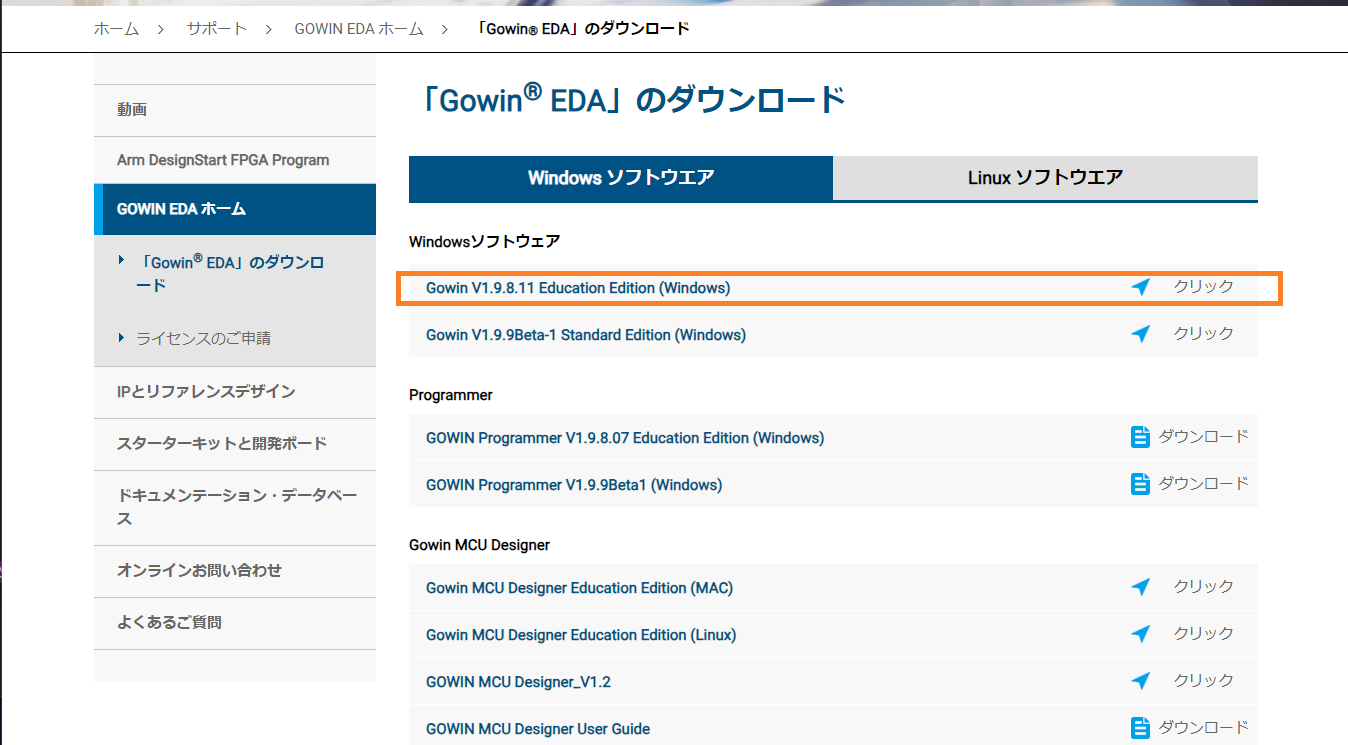 ホーム > サポート > GOWIN EDA ホーム > 「Gowin® EDA」のダウンロード
動画
Arm DesignStart FPGA Program
GOWIN EDA ホーム
「Gowin® EDA」のダウンロ
ード
ライセンスのご申請
IPとリファレンスデザイン
スターターキットと開発ボード
ドキュメンテーション・データベー
ス
オンラインお問い合わせ
よくあるご質問
「Gowin® EDA」のダウンロード
Windows ソフトウエア Linux ソフトウエア
Windowsソフトウェア
Gowin V1.9.8.11 Education Edition (Windows) クリック
Gowin V1.9.9Beta-1 Standard Edition (Windows) クリック
Programmer
GOWIN Programmer V1.9.8.07 Education Edition (Windows) ダウンロード
GOWIN Programmer V1.9.9Beta1 (Windows) ダウンロード
Gowin MCU Designer
Gowin MCU Designer Education Edition (MAC) クリック
Gowin MCU Designer Education Edition (Linux) クリック
GOWIN MCU Designer_V1.2 クリック
GOWIN MCU Designer User Guide ダウンロード